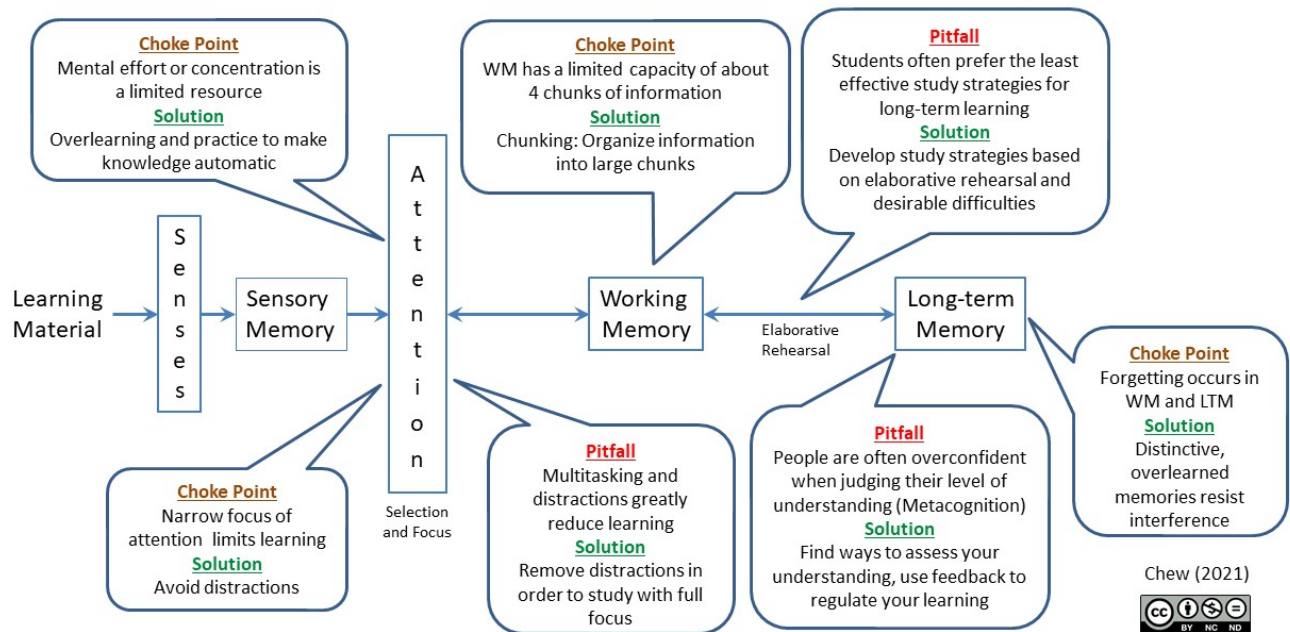 Choke Point
Mental effort or concentration is
a limited resource
Solution
Overlearning and practice to make
knowledge automatic
Choke Point
WM has a limited capacity of about
4 chunks of information
Solution
Chunking: Organize information
into large chunks
Pitfall
Students often prefer the least
effective study strategies for
long-term learning
Solution
Develop study strategies based
on elaborative rehearsal and
desirable difficulties
Learning
Material
Senses
Sensory
Memory
Attention
Selection
and Focus
Working
Memory
Elaborative
Rehearsal
Long-term
Memory
Choke Point
Narrow focus of
attention limits learning
Solution
Avoid distractions
Pitfall
Multitasking and
distractions greatly
reduce learning
Solution
Remove distractions in
order to study with full
focus
Pitfall
People are often overconfident
when judging their level of
understanding (Metacognition)
Solution
Find ways to assess your
understanding, use feedback to
regulate your learning
Choke Point
Forgetting occurs in
WM and LTM
Solution
Distinctive,
overlearned
memories resist
interference
Chew (2021)
cc
BY NC ND